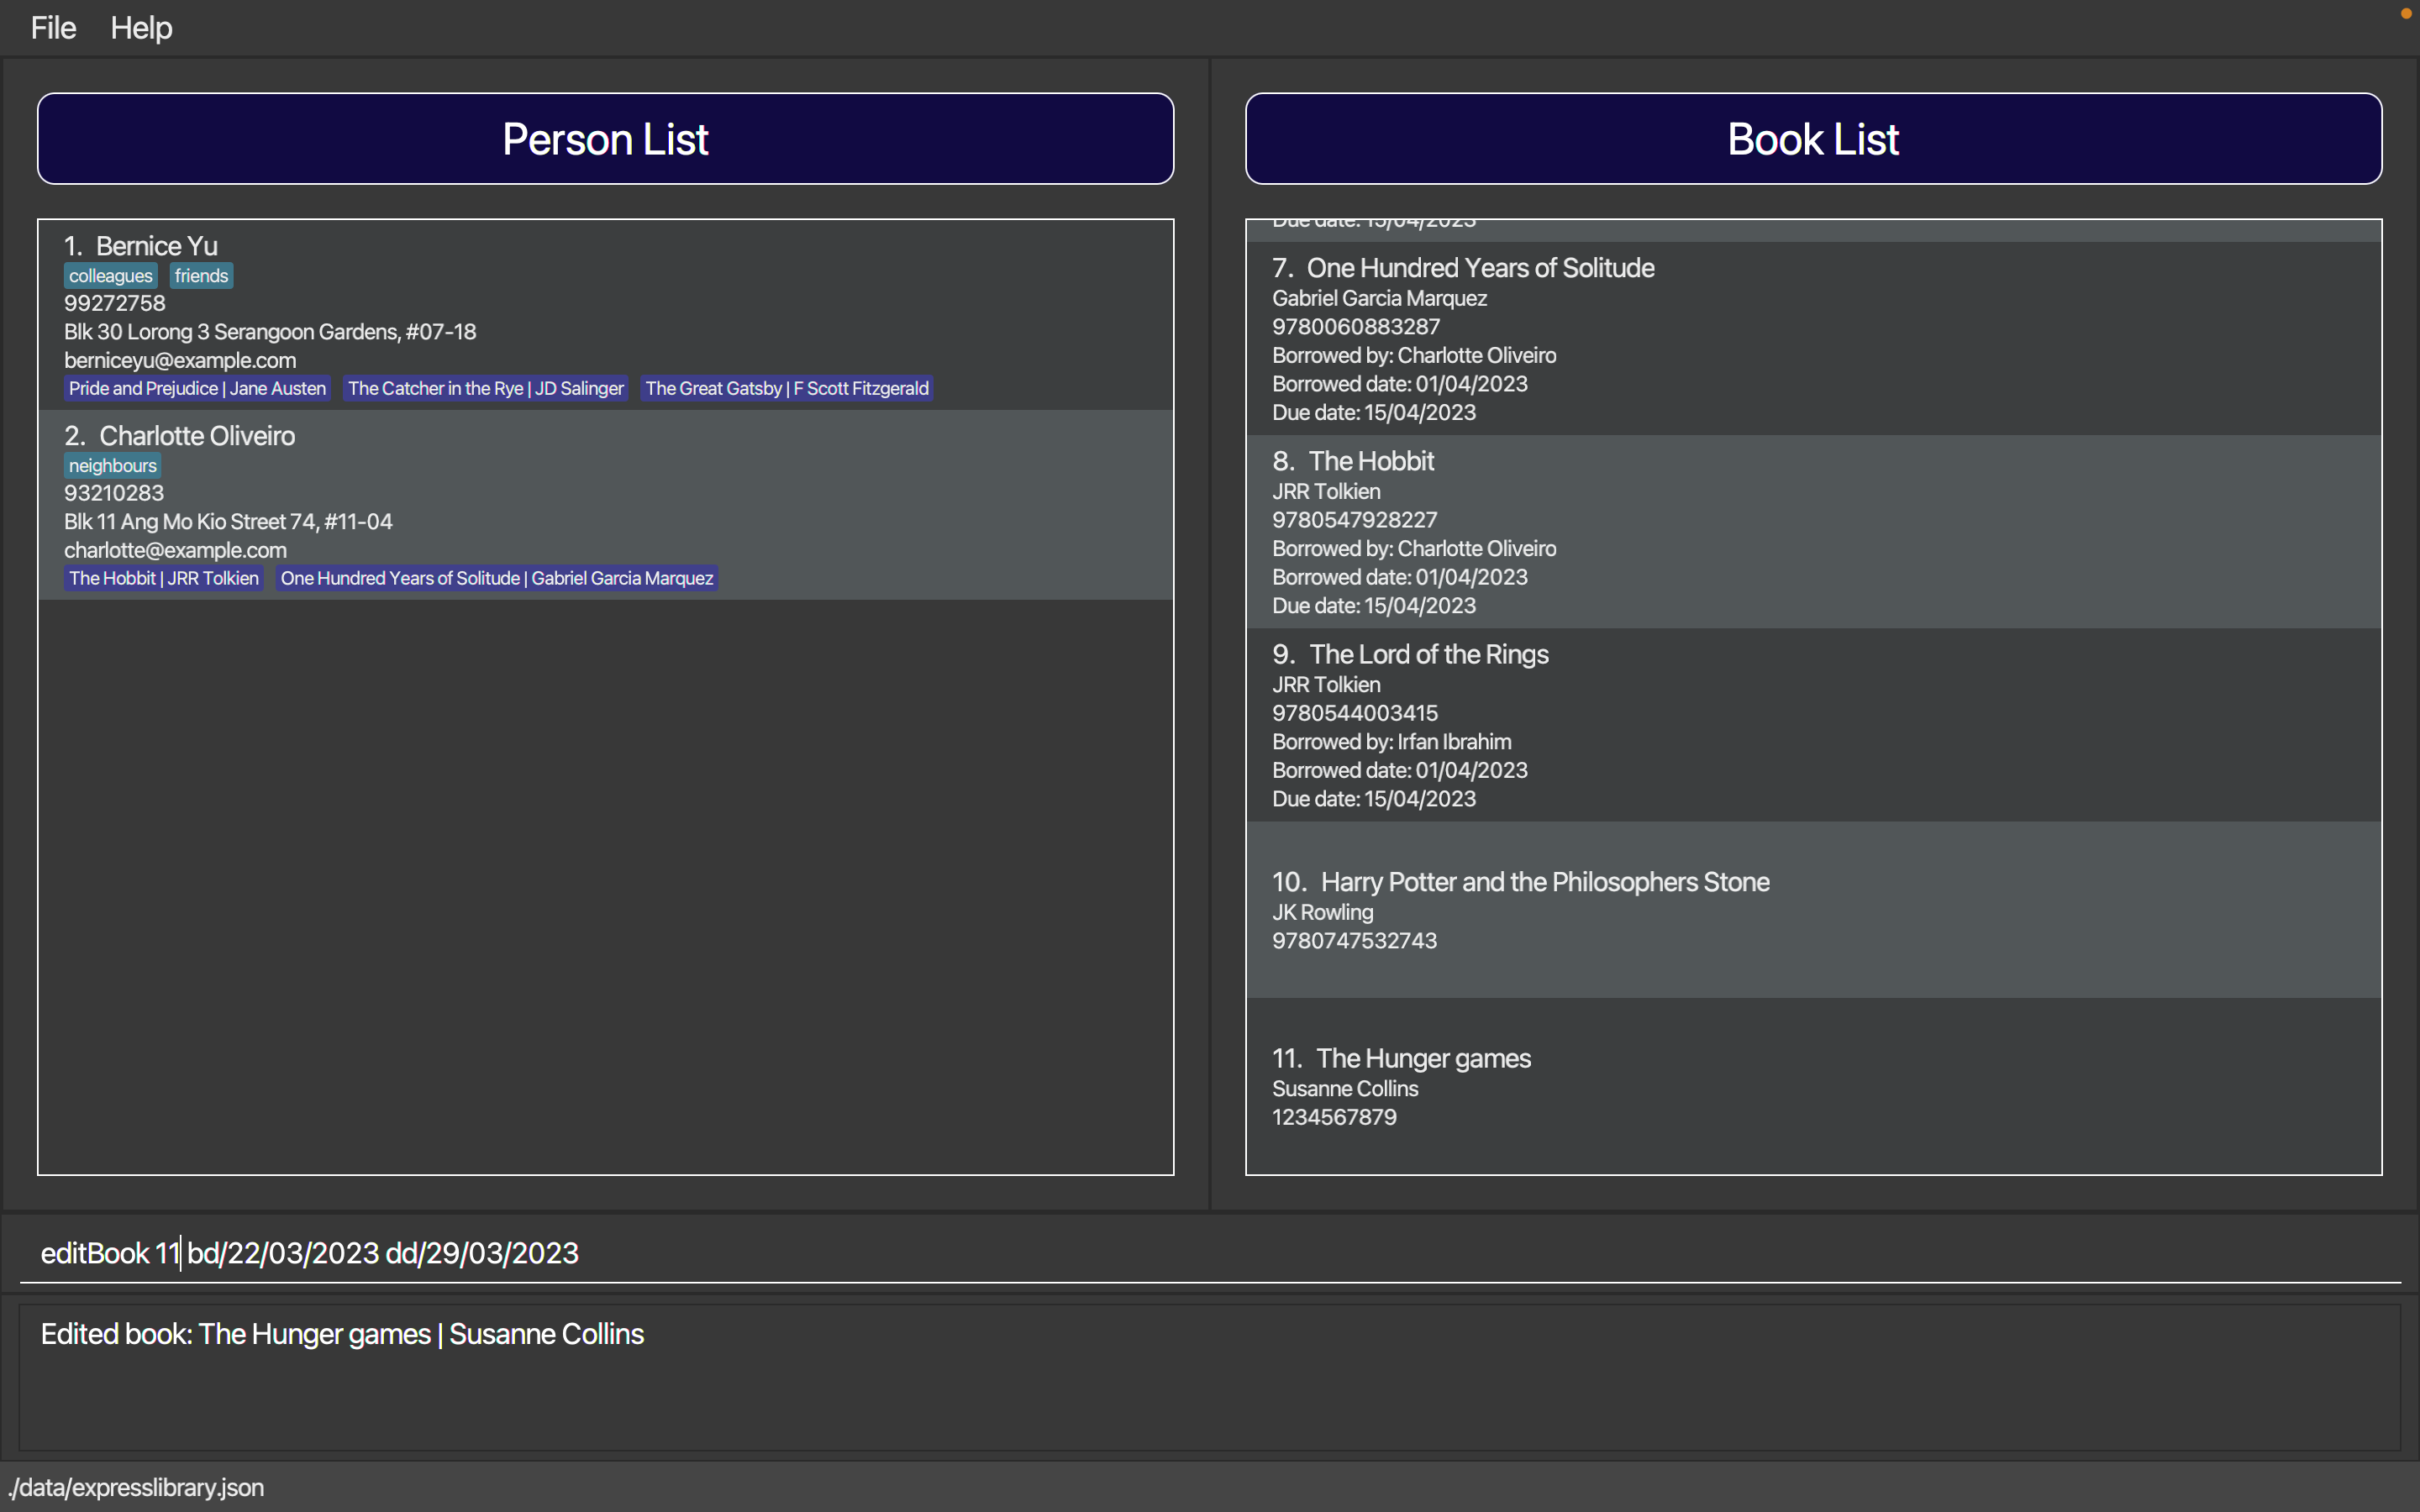 File Help
Person List
1. Bernice Yu
colleagues friends
99272758
Blk 30 Lorong 3 Serangoon Gardens, #07-18
berniceyu@example.com
Pride and Prejudice | Jane Austen The Catcher in the Rye | JD Salinger The Great Gatsby | F Scott Fitzgerald
2. Charlotte Oliveiro
neighbours
93210283
Blk 11 Ang Mo Kio Street 74, #11-04
charlotte@example.com
The Hobbit | JRR Tolkien One Hundred Years of Solitude | Gabriel Garcia Marquez
Book List
Due date: 15/04/2023
7. One Hundred Years of Solitude
Gabriel Garcia Marquez
9780060883287
Borrowed by: Charlotte Oliveiro
Borrowed date: 01/04/2023
Due date: 15/04/2023
8. The Hobbit
JRR Tolkien
9780547928227
Borrowed by: Charlotte Oliveiro
Borrowed date: 01/04/2023
Due date: 15/04/2023
9. The Lord of the Rings
JRR Tolkien
9780544003415
Borrowed by: Irfan Ibrahim
Borrowed date: 01/04/2023
Due date: 15/04/2023
10. Harry Potter and the Philosophers Stone
JK Rowling
9780747532743
11. The Hunger games
Susanne Collins
1234567879
editBook 11 bd/22/03/2023 dd/29/03/2023
Edited book: The Hunger games | Susanne Collins
./data/expresslibrary.json